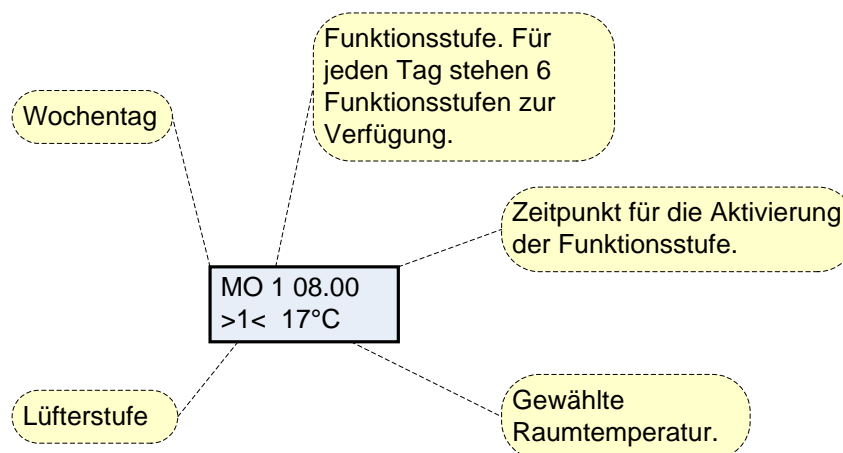 Funktionsstufe. Für
jeden Tag stehen 6
Funktionsstufen zur
Verfügung.
Wochentag
Zeitpunkt für die Aktivierung
der Funktionsstufe.
MO 1 08.00
>1< 17°C
Lüfterstufe
Gewählte
Raumtemperatur.